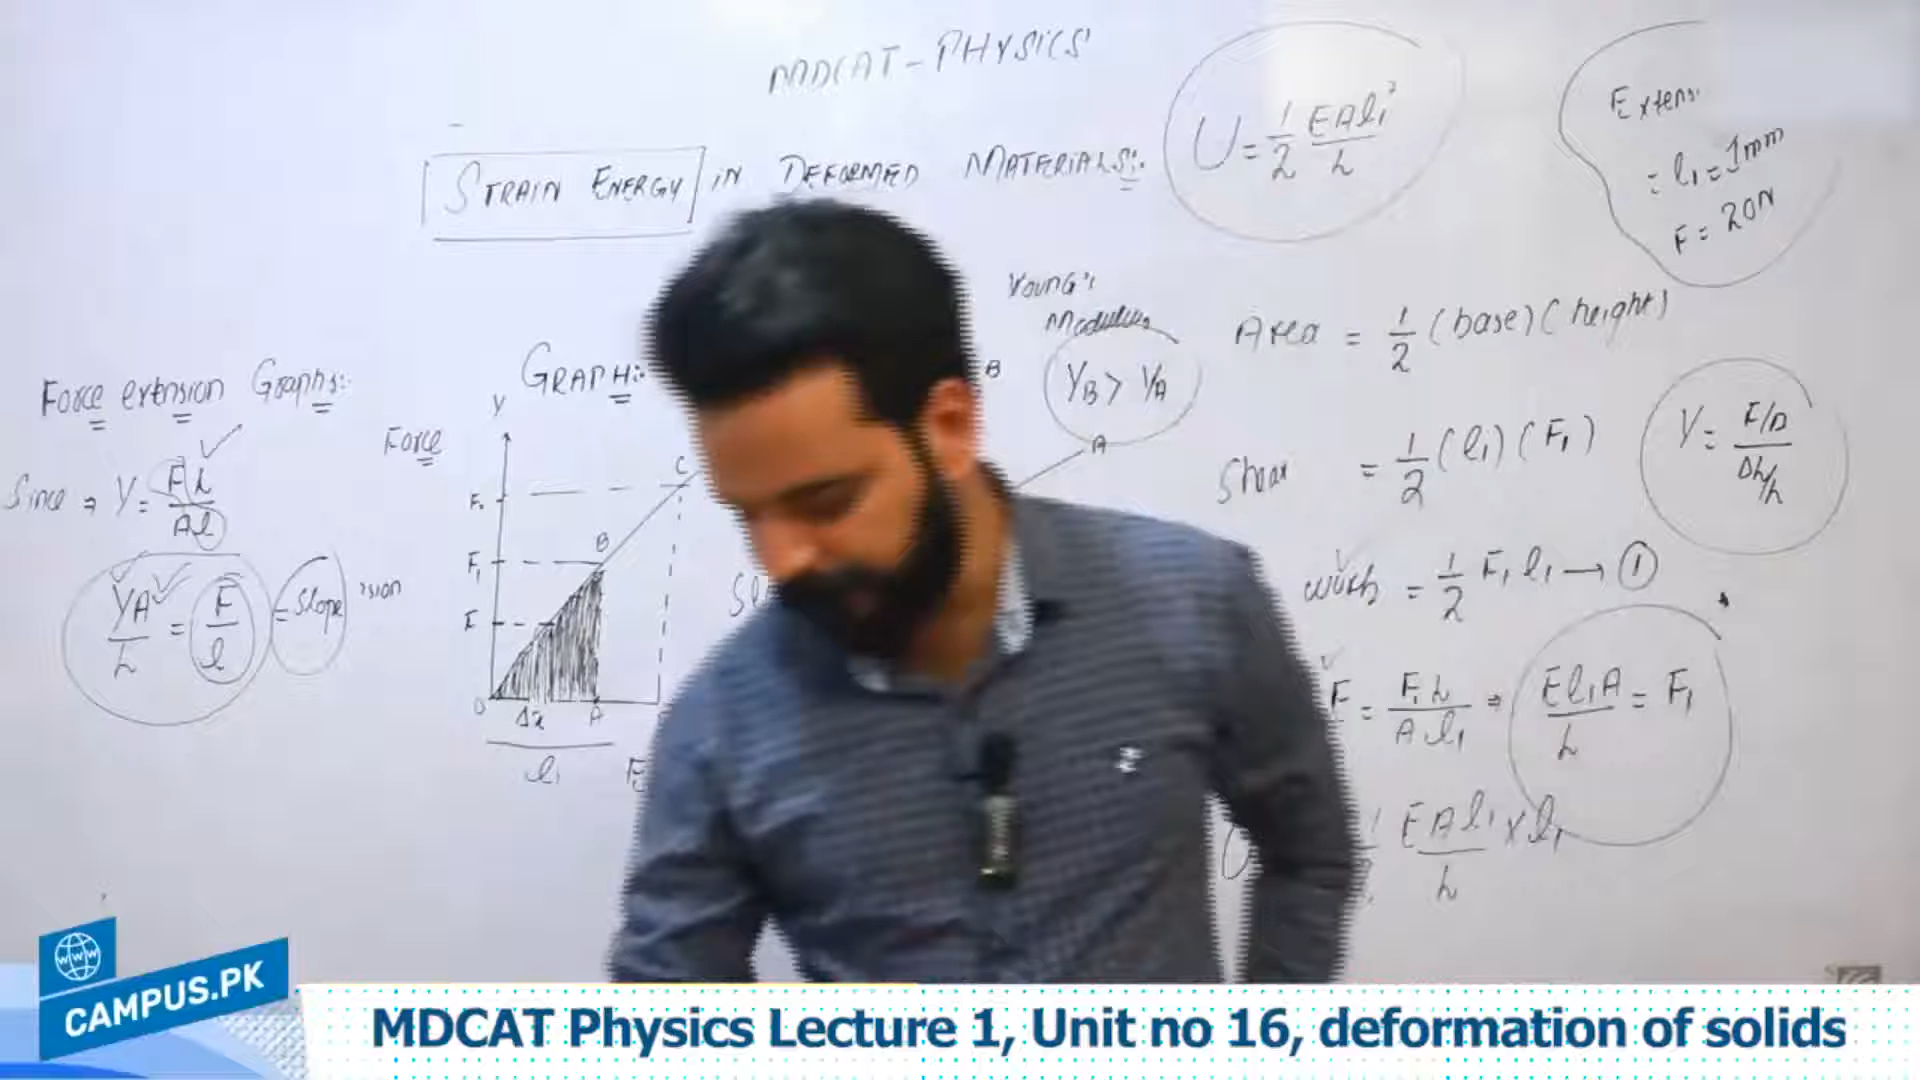 MDCAT-PHYSICS
STRAIN ENERGY IN DEFORMED MATERIALS:-
U = 1/2 EAl₁²/L
= l₁ = 1mm
F = 20N
Force extension Graphs:-
Since ⇒ Y = FL/Al
YA/L = F/l = Slope
GRAPH:-
Y
Force
F₁
F
O
Δx
A
B
C
l₁
Young's
Modulus
B
Y_B > Y_A
A
Area = 1/2 (base) (height)
= 1/2 (l₁) (F₁)
Y = F/A / ΔL/L
work = 1/2 F₁ l₁ → ①
E = F₁L/Al₁ ⇒ El₁A/L = F₁
EAl₁/L × l₁
www
CAMPUS.PK
MDCAT Physics Lecture 1, Unit no 16, deformation of solids